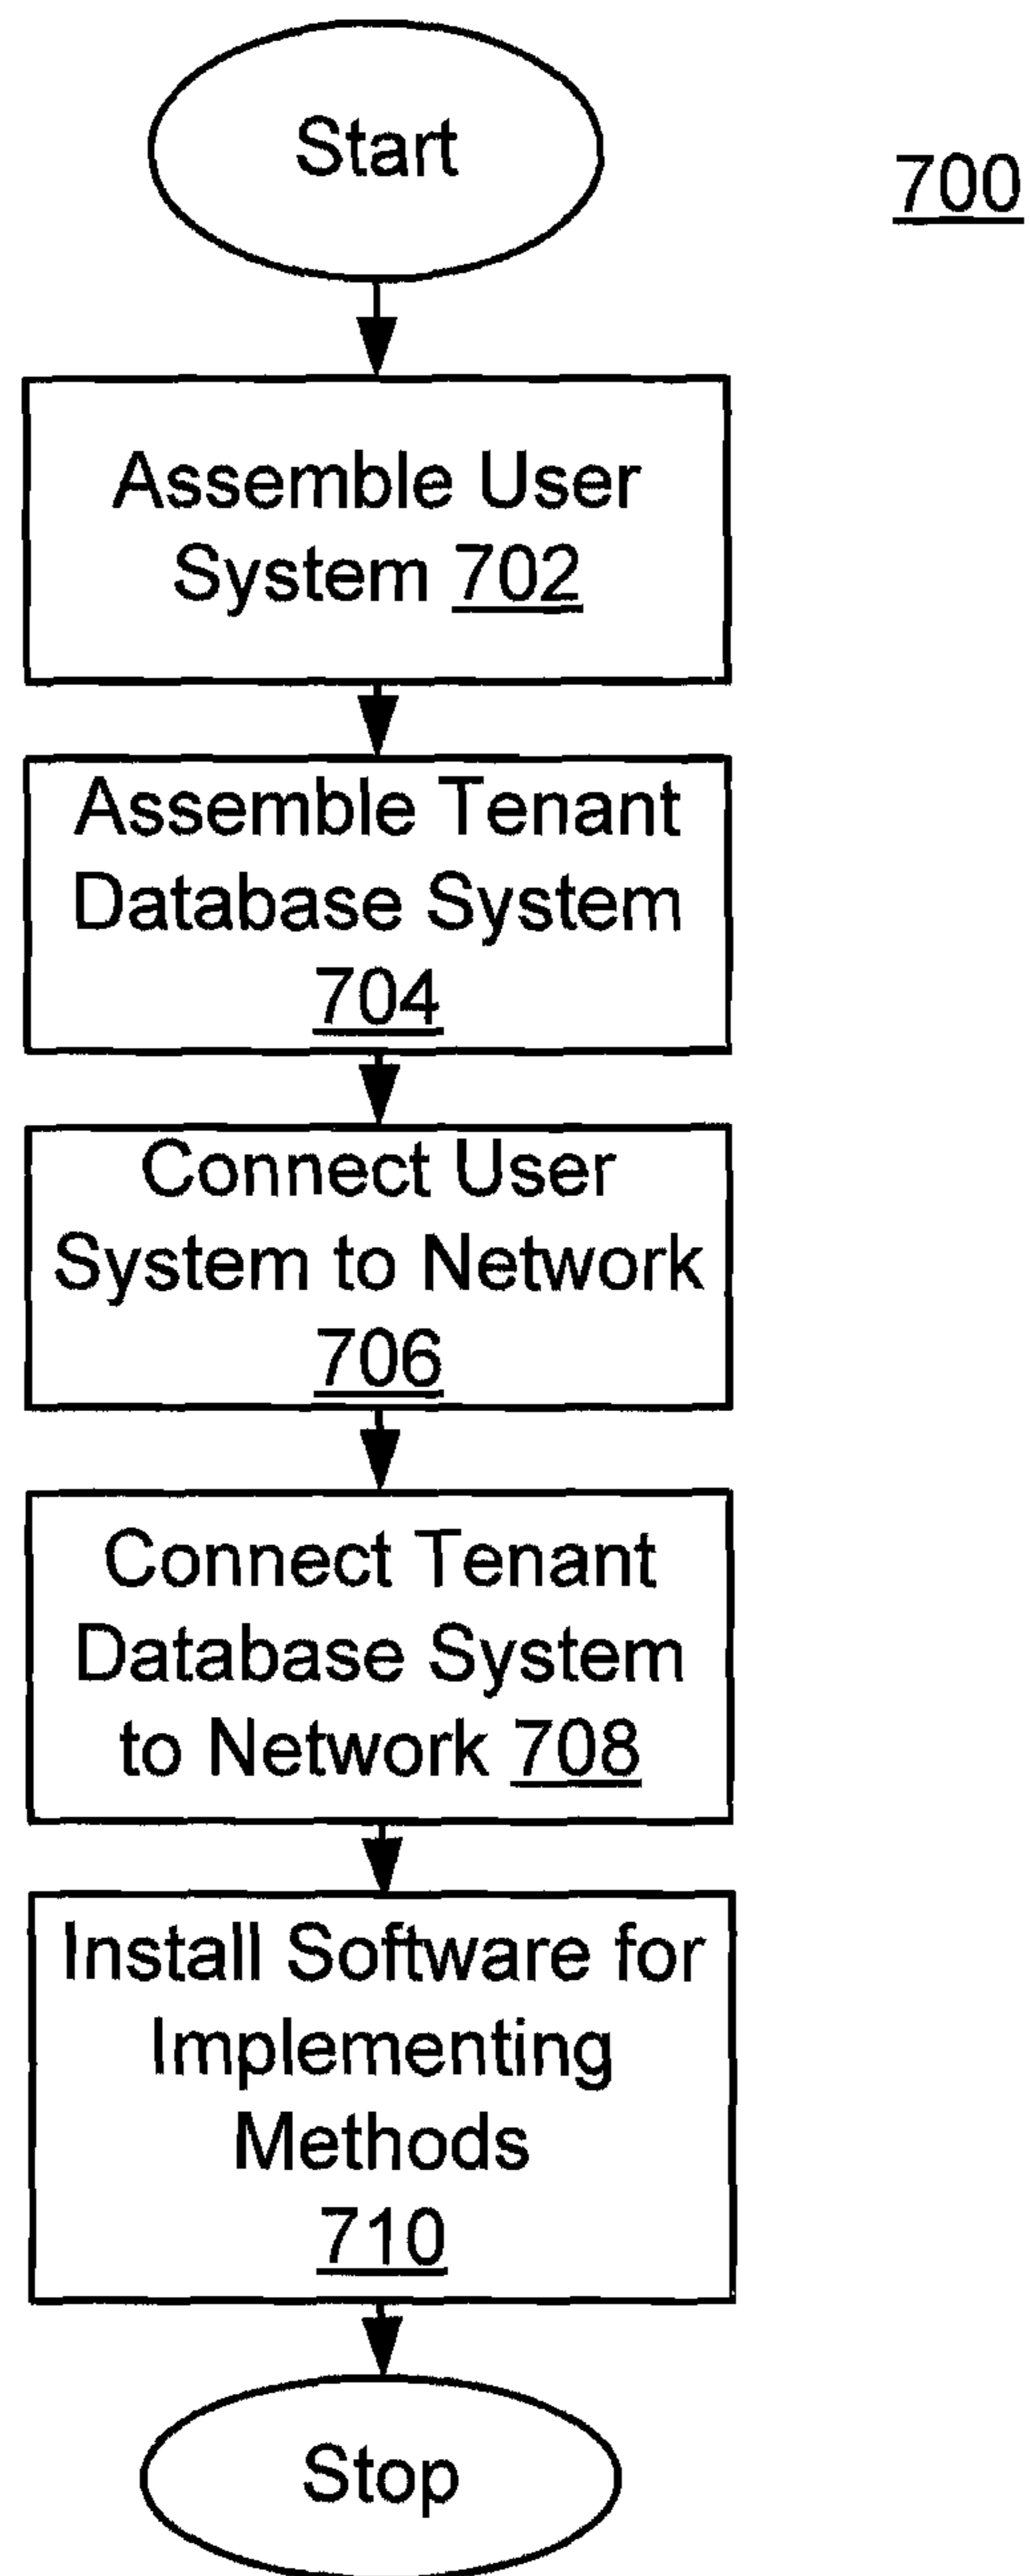 Start
700
Assemble User
System 702
Assemble Tenant
Database System
704
Connect User
System to Network
706
Connect Tenant
Database System
to Network 708
Install Software for
Implementing
Methods
710
Stop